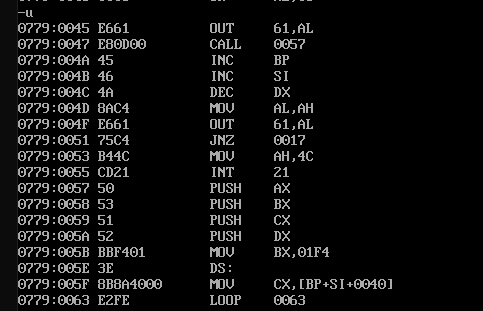 -u
0779:0045 E661 OUT 61,AL
0779:0047 E80D00 CALL 0057
0779:004A 45 INC BP
0779:004B 46 INC SI
0779:004C 4A DEC DX
0779:004D 8AC4 MOV AL,AH
0779:004F E661 OUT 61,AL
0779:0051 75C4 JNZ 0017
0779:0053 B44C MOV AH,4C
0779:0055 CD21 INT 21
0779:0057 50 PUSH AX
0779:0058 53 PUSH BX
0779:0059 51 PUSH CX
0779:005A 52 PUSH DX
0779:005B BBF401 MOV BX,01F4
0779:005E 3E DS:
0779:005F 8B8A4000 MOV CX,[BP+SI+0040]
0779:0063 E2FE LOOP 0063